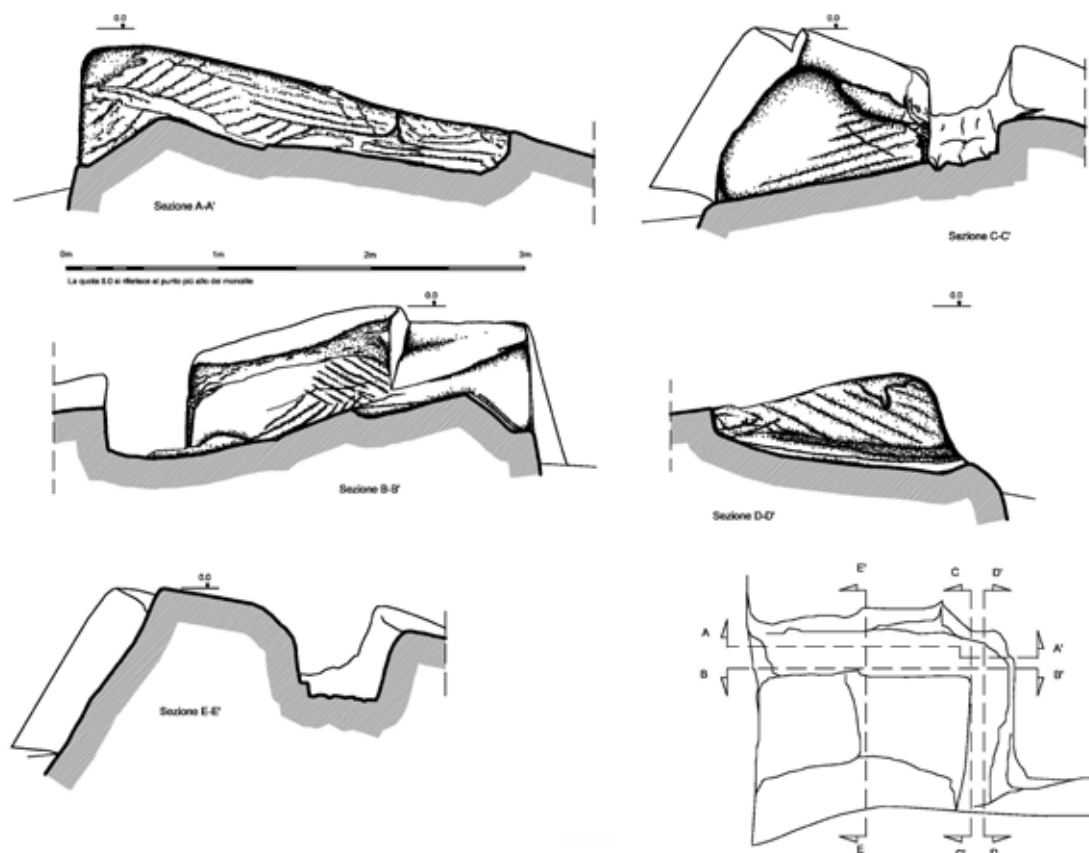 0.0
0.0
Sezione A-A'
Sezione C-C'
0m 1m 2m 3m
La quota 0.0 si riferisce al punto più alto del monolite
0.0
0.0
Sezione B-B'
Sezione D-D'
0.0
Sezione E-E'
E' C D'
A A'
B B'
E C' D